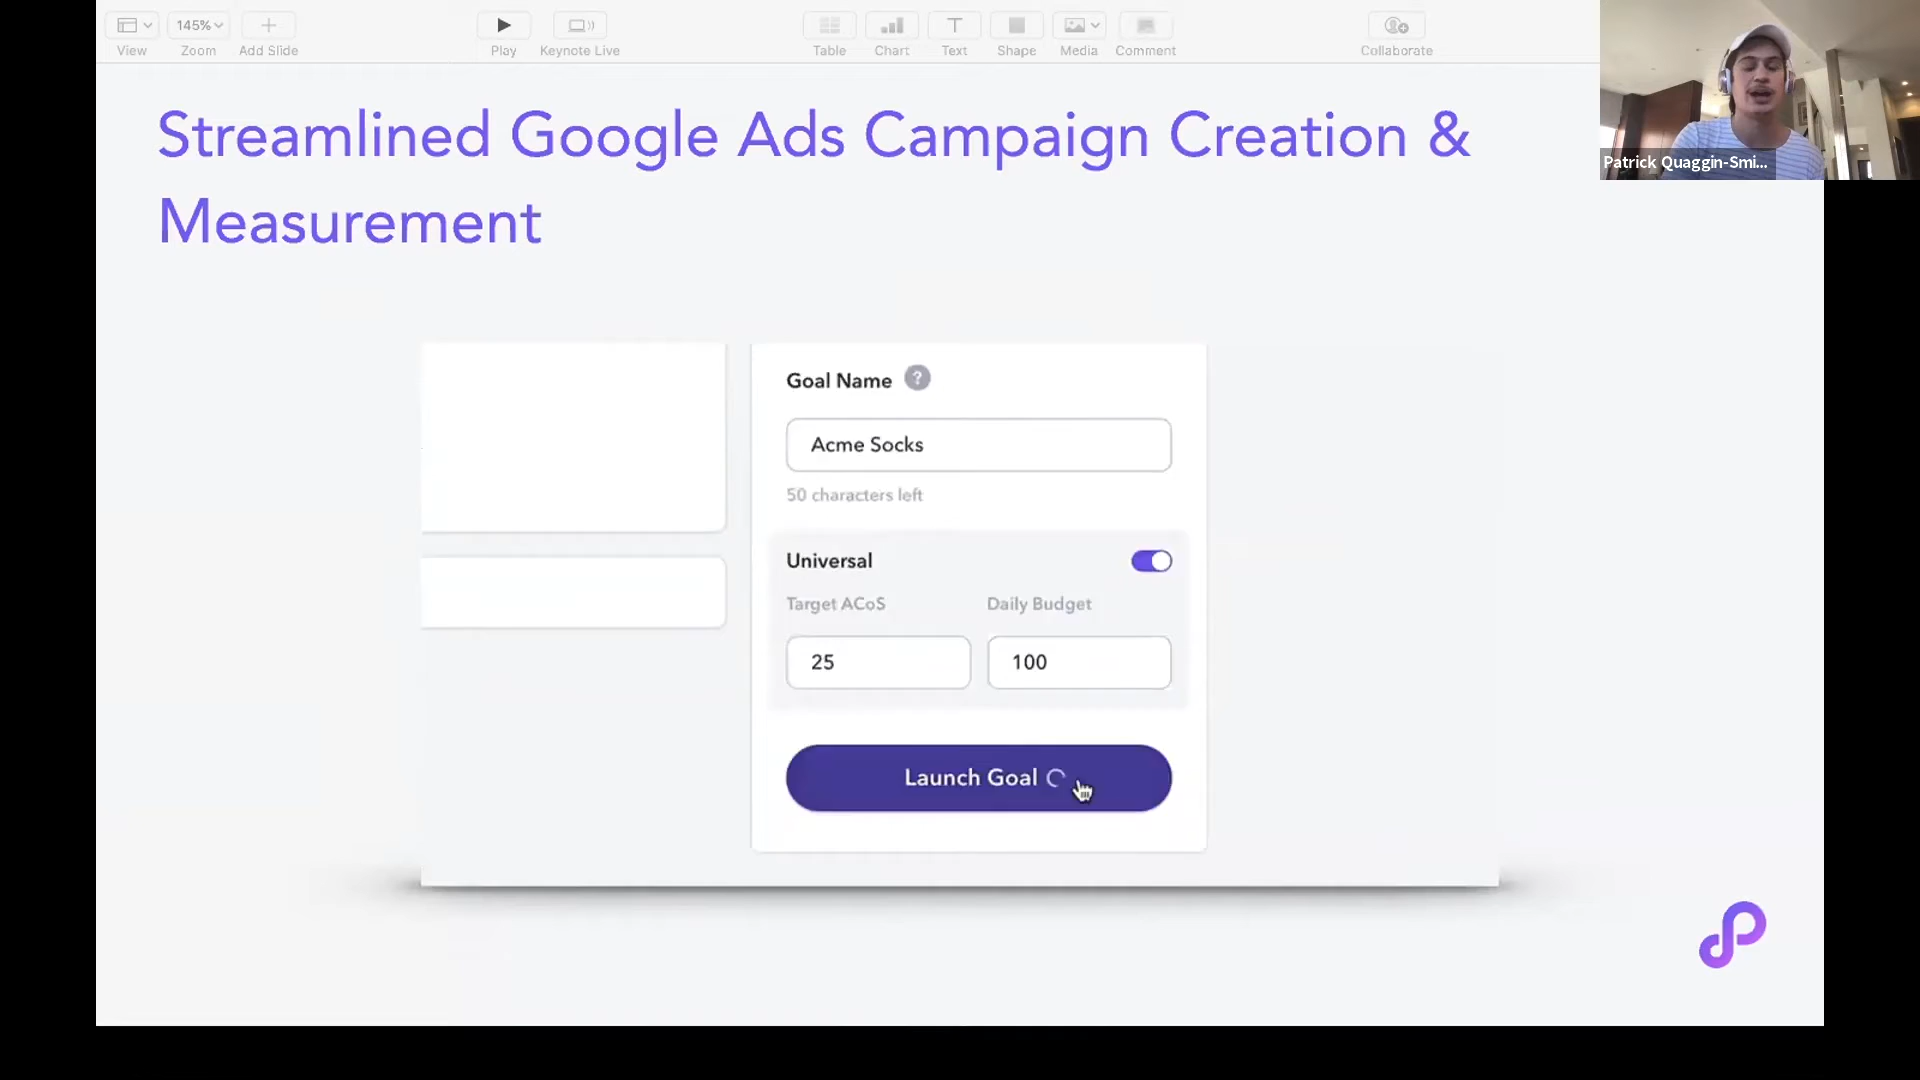 145%
View
Zoom
Add Slide
Play
Keynote Live
Table
Chart
Text
Shape
Media
Comment
Collaborate
Patrick Quaggin-Smi...
Streamlined Google Ads Campaign Creation &
Measurement
Goal Name ?
Acme Socks
50 characters left
Universal
Target ACoS
Daily Budget
25
100
Launch Goal